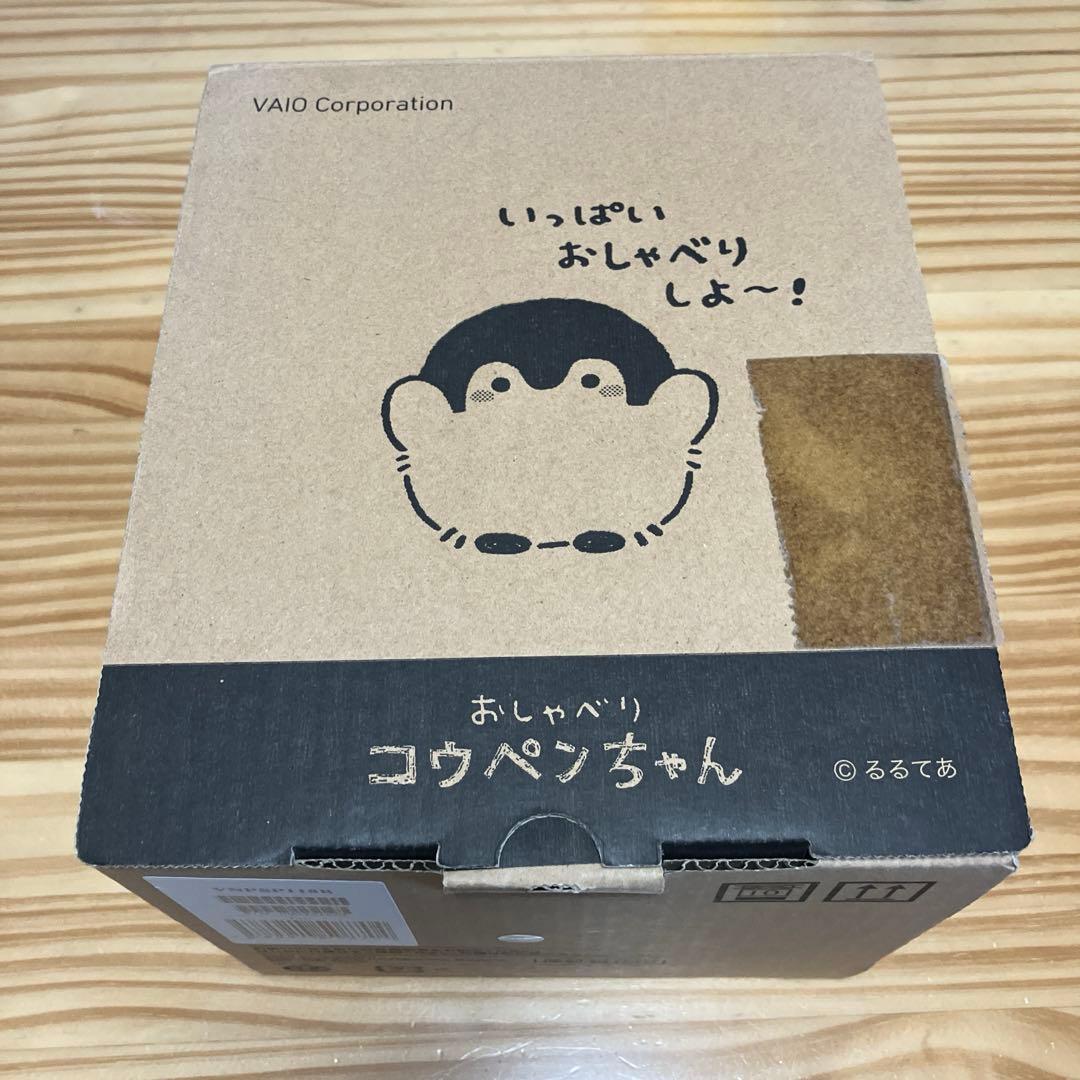 VAIO Corporation
いっぱい
おしゃべり
しよ〜!
おしゃべり
コウペンちゃん
© るるてあ